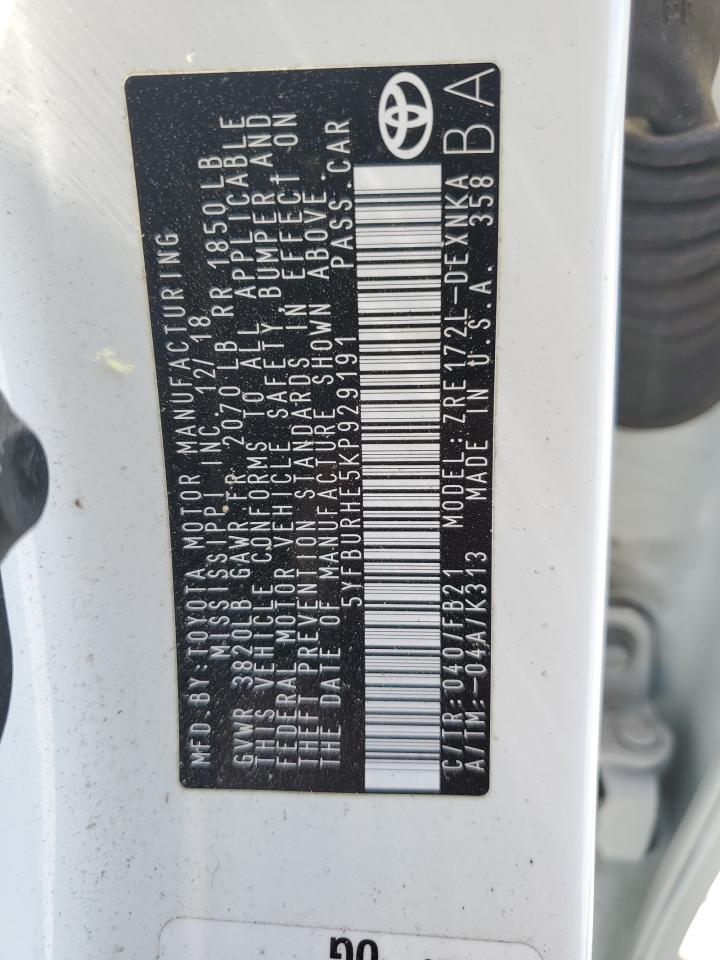 MFD.BY:TOYOTA MOTOR MANUFACTURING
MISSISSIPPI INC 12/18
GVWR 3820LB GAWR FR 2070 LB RR 1850 LB
THIS VEHICLE CONFORMS TO ALL APPLICABLE
FEDERAL MOTOR VEHICLE SAFETY, BUMPER AND
THEFT PREVENTION STANDARDS IN EFFECT ON
THE DATE OF MANUFACTURE SHOWN ABOVE.
5YFBURHE5KP929191 PASS.CAR
C/TR:040/FB21 MODEL:ZRE172L-DEXNKA
A/TM:-04A/K313 MADE IN U.S.A. 358
BA